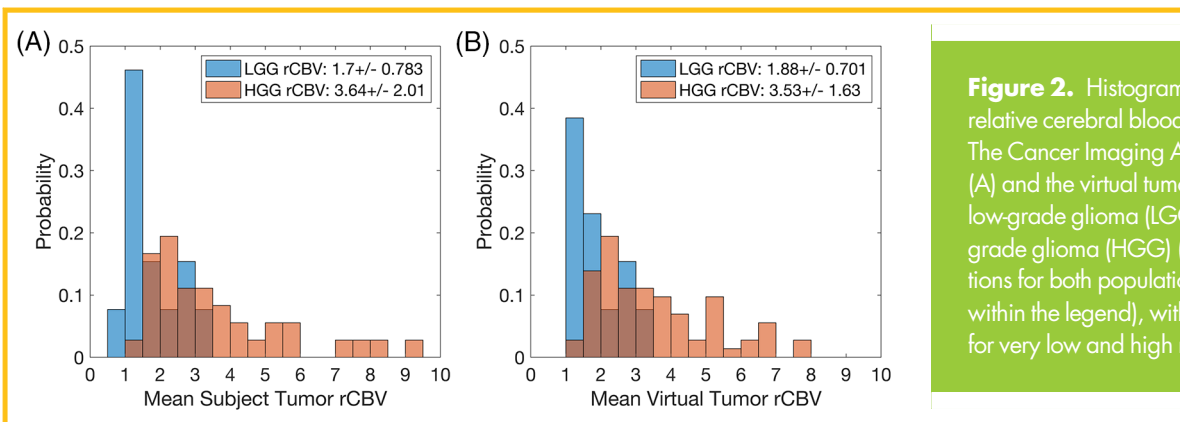 (A)
0.5
0.4
0.3
0.2
0.1
0
Probability
LGG rCBV: 1.7+/- 0.783
HGG rCBV: 3.64+/- 2.01
0 1 2 3 4 5 6 7 8 9 10
Mean Subject Tumor rCBV
(B)
0.5
0.4
0.3
0.2
0.1
0
Probability
LGG rCBV: 1.88+/- 0.701
HGG rCBV: 3.53+/- 1.63
0 1 2 3 4 5 6 7 8 9 10
Mean Virtual Tumor rCBV
Figure 2. Histogram
relative cerebral blood
The Cancer Imaging A
(A) and the virtual tum
low-grade glioma (LG
grade glioma (HGG) (
tions for both populatio
within the legend), with
for very low and high